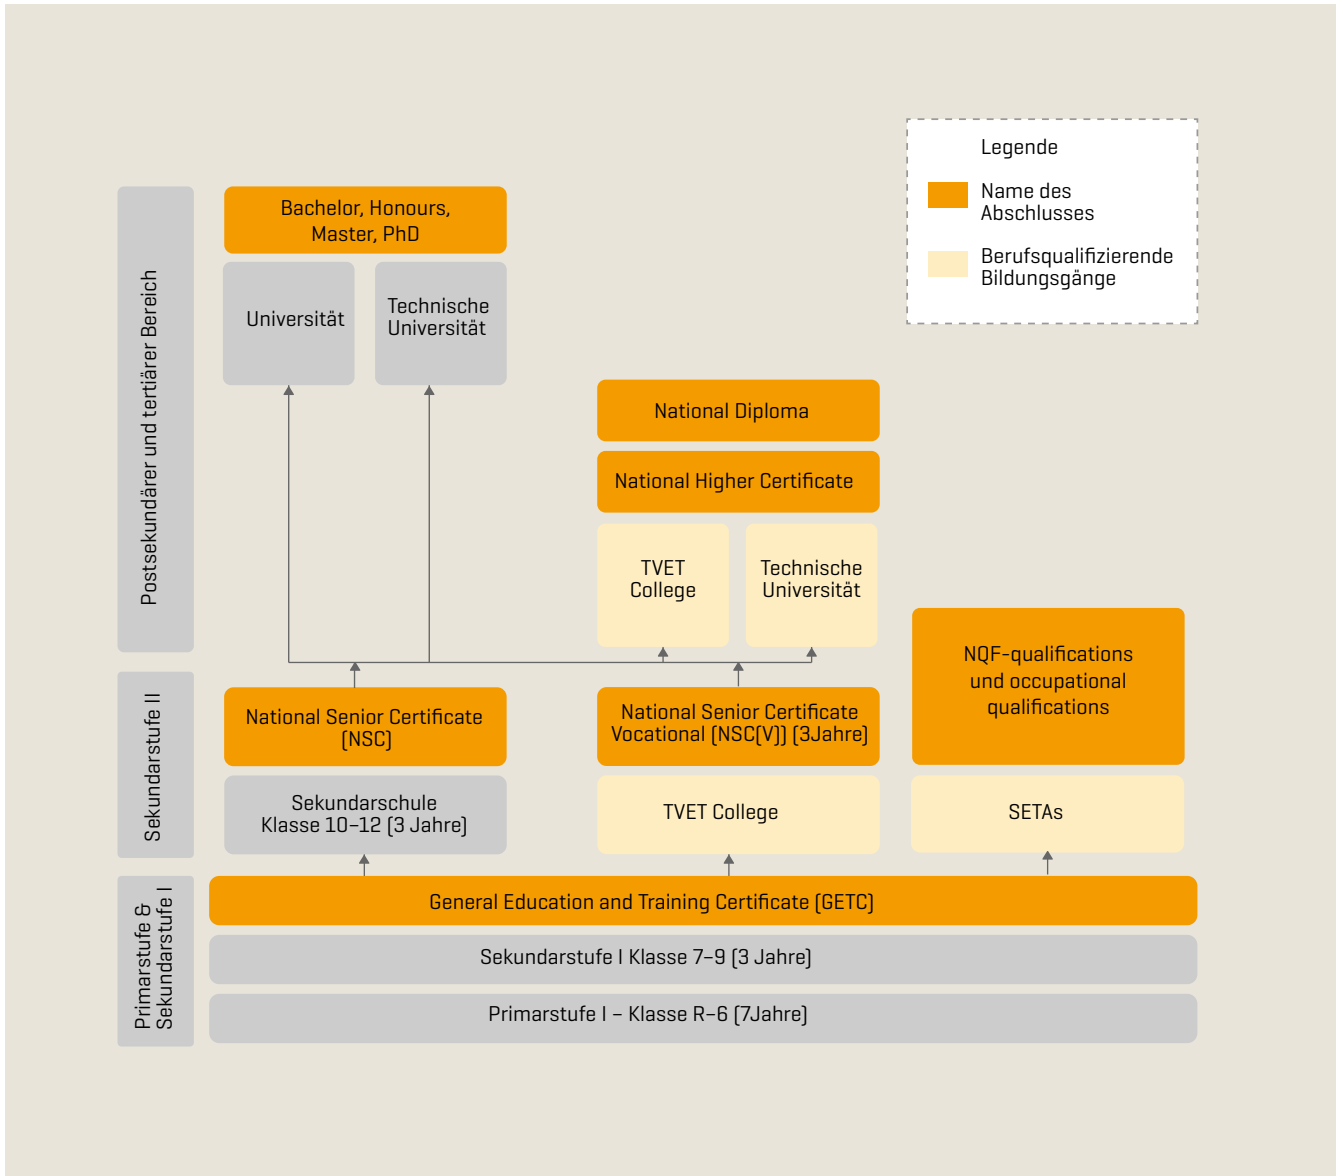 Legende
Name des
Abschlusses
Berufsqualifizierende
Bildungsgänge
Postsekundärer und tertiärer Bereich
Bachelor, Honours,
Master, PhD
Universität
Technische
Universität
National Diploma
National Higher Certificate
TVET
College
Technische
Universität
NQF-qualifications
und occupational
qualifications
Sekundarstufe II
National Senior Certificate
(NSC)
National Senior Certificate
Vocational (NSC(V)) (3Jahre)
Sekundarschule
Klasse 10–12 (3 Jahre)
TVET College
SETAs
Primarstufe &
Sekundarstufe I
General Education and Training Certificate (GETC)
Sekundarstufe I Klasse 7–9 (3 Jahre)
Primarstufe I – Klasse R–6 (7Jahre)